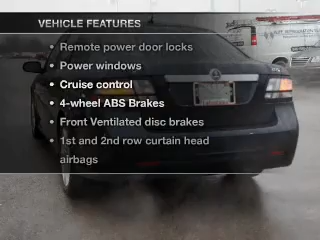 VEHICLE FEATURES
Remote power door locks
Power windows
Cruise control
4-wheel ABS Brakes
Front Ventilated disc brakes
1st and 2nd row curtain head
airbags